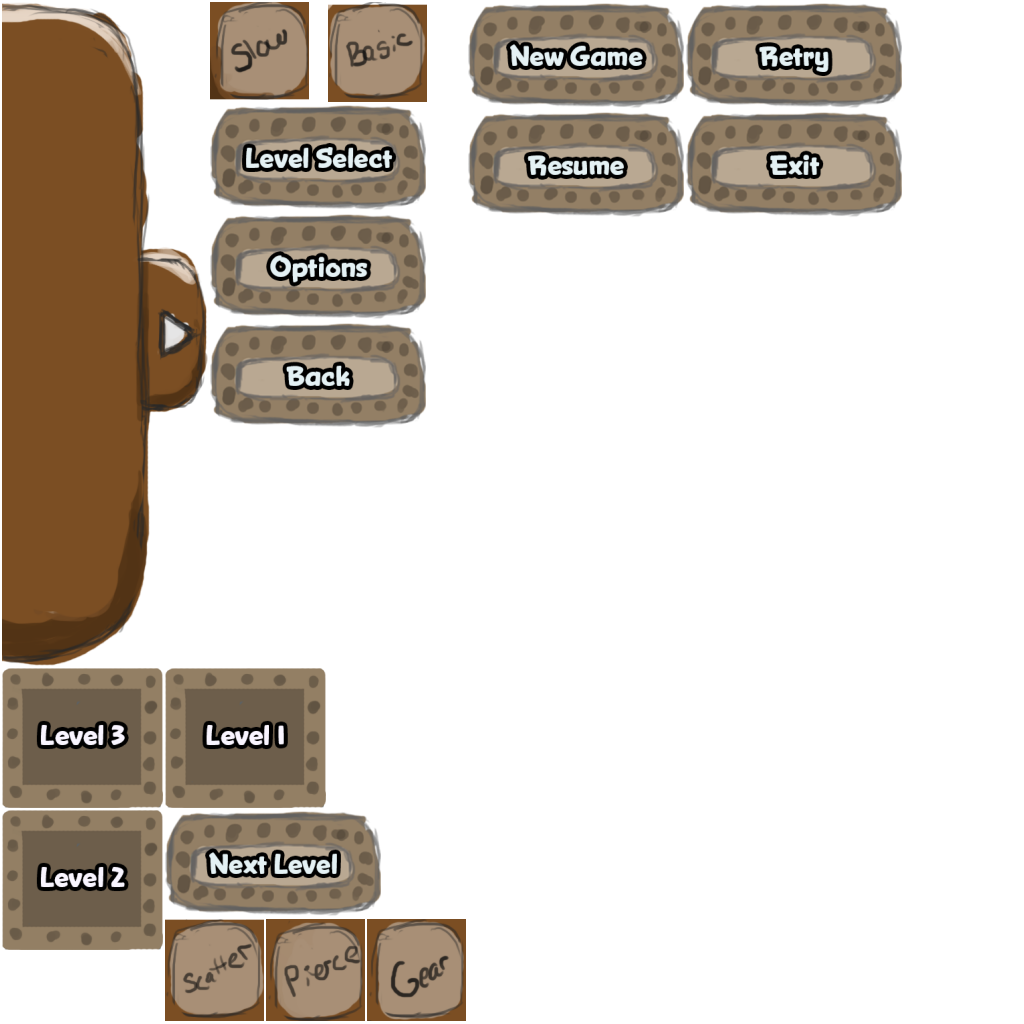 Slow
Basic
New Game
Retry
Level Select
Resume
Exit
Options
Back
Level 3
Level 1
Level 2
Next Level
Scatter
Pierce
Gear